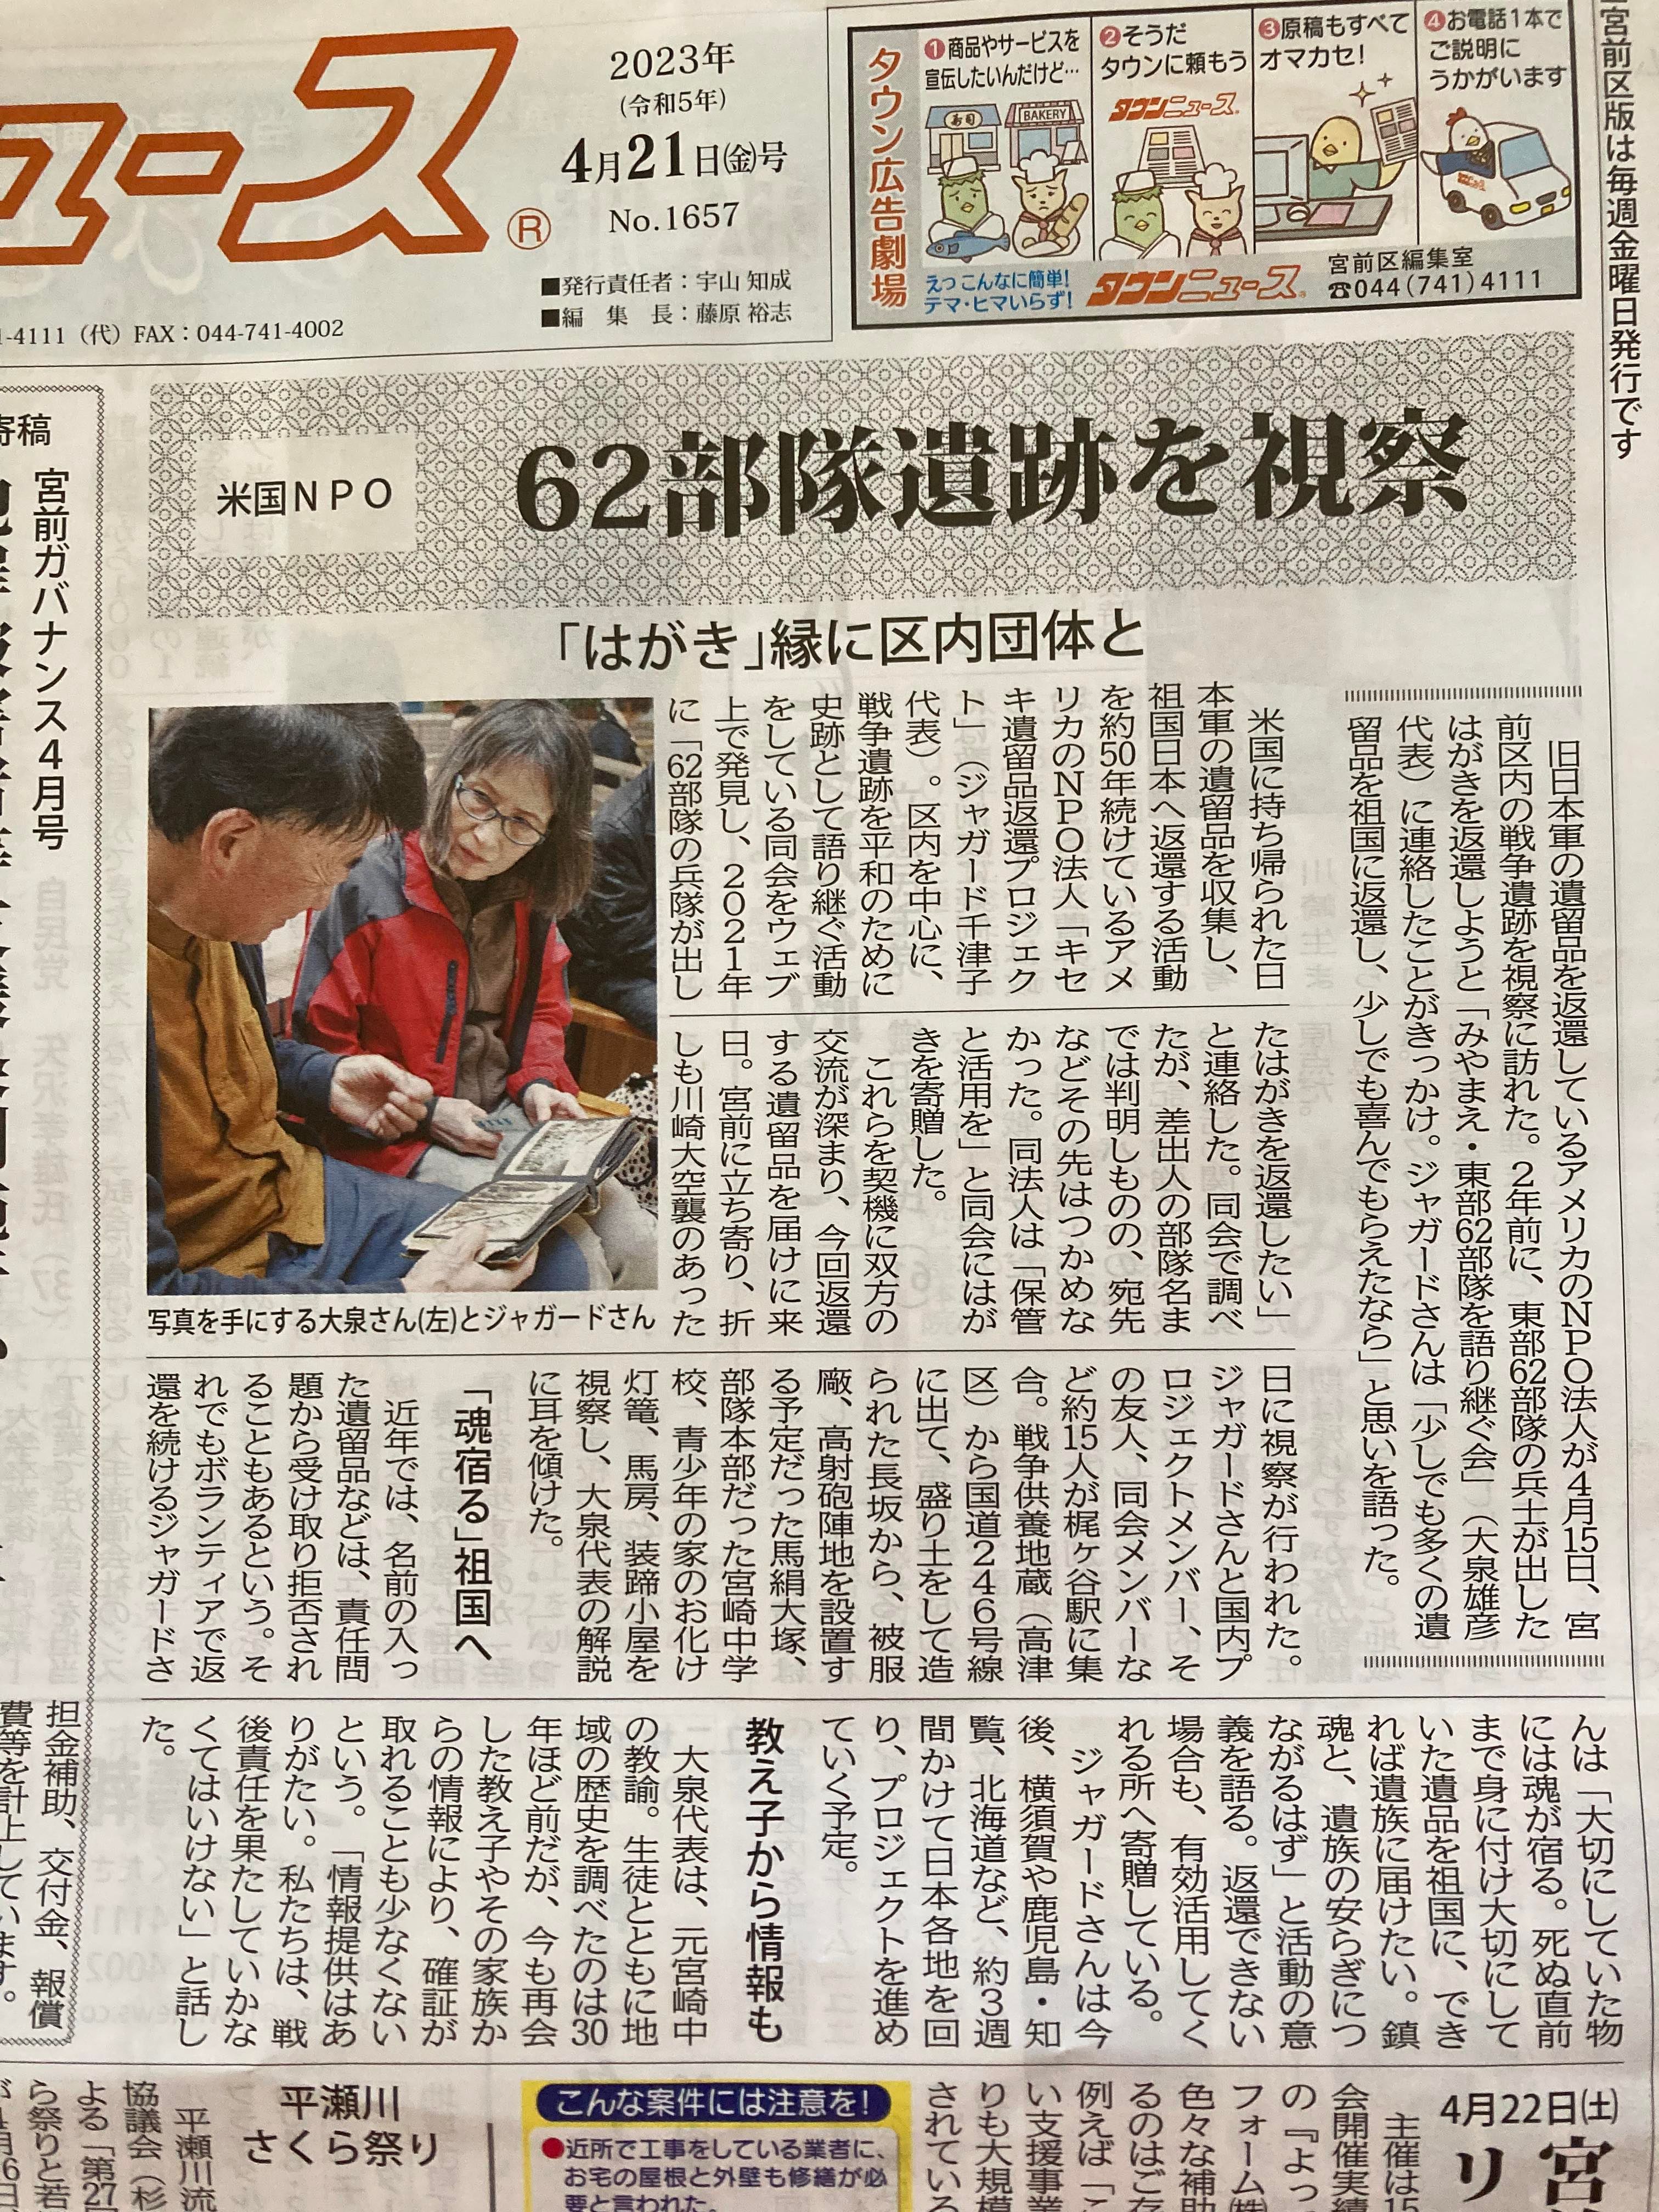 ニュース®
2023年
(令和5年)
4月21日㈮号
No.1657
■発行責任者：宇山 知成
■編　集　長：藤原 裕志
-4111（代）FAX：044-741-4002
タウン広告劇場
❶商品やサービスを
宣伝したいんだけど…
寿司
BAKERY
❷そうだ
タウンに頼もう
タウンニュース
❸原稿もすべて
オマカセ！
❹お電話1本で
ご説明に
うかがいます
えっ こんなに簡単！
テマ・ヒマいらず！
タウンニュース
宮前区編集室
☎044(741)4111
宮前区版は毎週金曜日発行です
米国ＮＰＯ
62部隊遺跡を視察
「はがき」縁に区内団体と
旧日本軍の遺留品を返還しているアメリカのＮＰＯ法人が４月15日、宮
前区内の戦争遺跡を視察に訪れた。２年前に、東部62部隊の兵士が出した
はがきを返還しようと「みやまえ・東部62部隊を語り継ぐ会」（大泉雄彦
代表）に連絡したことがきっかけ。ジャガードさんは「少しでも多くの遺
留品を祖国に返還し、少しでも喜んでもらえたなら」と思いを語った。
米国に持ち帰られた日
本軍の遺留品を収集し、
祖国日本へ返還する活動
を約50年続けているアメ
リカのＮＰＯ法人「キセ
キ遺留品返還プロジェク
ト」（ジャガード千津子
代表）。区内を中心に、
戦争遺跡を平和のために
史跡として語り継ぐ活動
をしている同会をウェブ
上で発見し、２０２１年
に「62部隊の兵隊が出し
たはがきを返還したい」
と連絡した。同会で調べ
たが、差出人の部隊名ま
では判明しものの、宛先
などその先はつかめな
かった。同法人は「保管
と活用を」と同会にはが
きを寄贈した。
これらを契機に双方の
交流が深まり、今回返還
する遺留品を届けに来
日。宮前に立ち寄り、折
しも川崎大空襲のあった
写真を手にする大泉さん(左)とジャガードさん
日に視察が行われた。
ジャガードさんと国内プ
ロジェクトメンバー、そ
の友人、同会メンバーな
ど約15人が梶ヶ谷駅に集
合。戦争供養地蔵（高津
区）から国道２４６号線
に出て、盛り土をして造
られた長坂から、被服
廠、高射砲陣地を設置す
る予定だった馬絹大塚、
部隊本部だった宮崎中学
校、青少年の家のお化け
灯篭、馬房、装蹄小屋を
視察し、大泉代表の解説
に耳を傾けた。
「魂宿る」祖国へ
近年では、名前の入っ
た遺留品などは、責任問
題から受け取り拒否され
ることもあるという。そ
れでもボランティアで返
還を続けるジャガードさ
んは「大切にしていた物
には魂が宿る。死ぬ直前
まで身に付け大切にして
いた遺品を祖国に、でき
れば遺族に届けたい。鎮
魂と、遺族の安らぎにつ
ながるはず」と活動の意
義を語る。返還できない
場合も、有効活用してく
れる所へ寄贈している。
ジャガードさんは今
後、横須賀や鹿児島・知
覧、北海道など、約３週
間かけて日本各地を回
り、プロジェクトを進め
ていく予定。
教え子から情報も
大泉代表は、元宮崎中
の教諭。生徒とともに地
域の歴史を調べたのは30
年ほど前だが、今も再会
した教え子やその家族か
らの情報により、確証が
取れることも少なくない
という。「情報提供はあ
りがたい。私たちは、戦
後責任を果たしていかな
くてはいけない」と話し
た。
寄稿
宮前ガバナンス４月号
担金補助、交付金、報償
費等を計上しています。
4月22日㈯
宮
リ
主催は15
会開催実績
の『よっ
フォーム㈱
色々な補助
るのはご存
例えば「こ
い支援事業
りも大規模
されている
こんな案件には注意を！
●近所で工事をしている業者に、
お宅の屋根と外壁も修繕が必
要と言われた。
平瀬川
さくら祭り
平瀬川流
協議会（杉
よる「第27
ら祭りと若